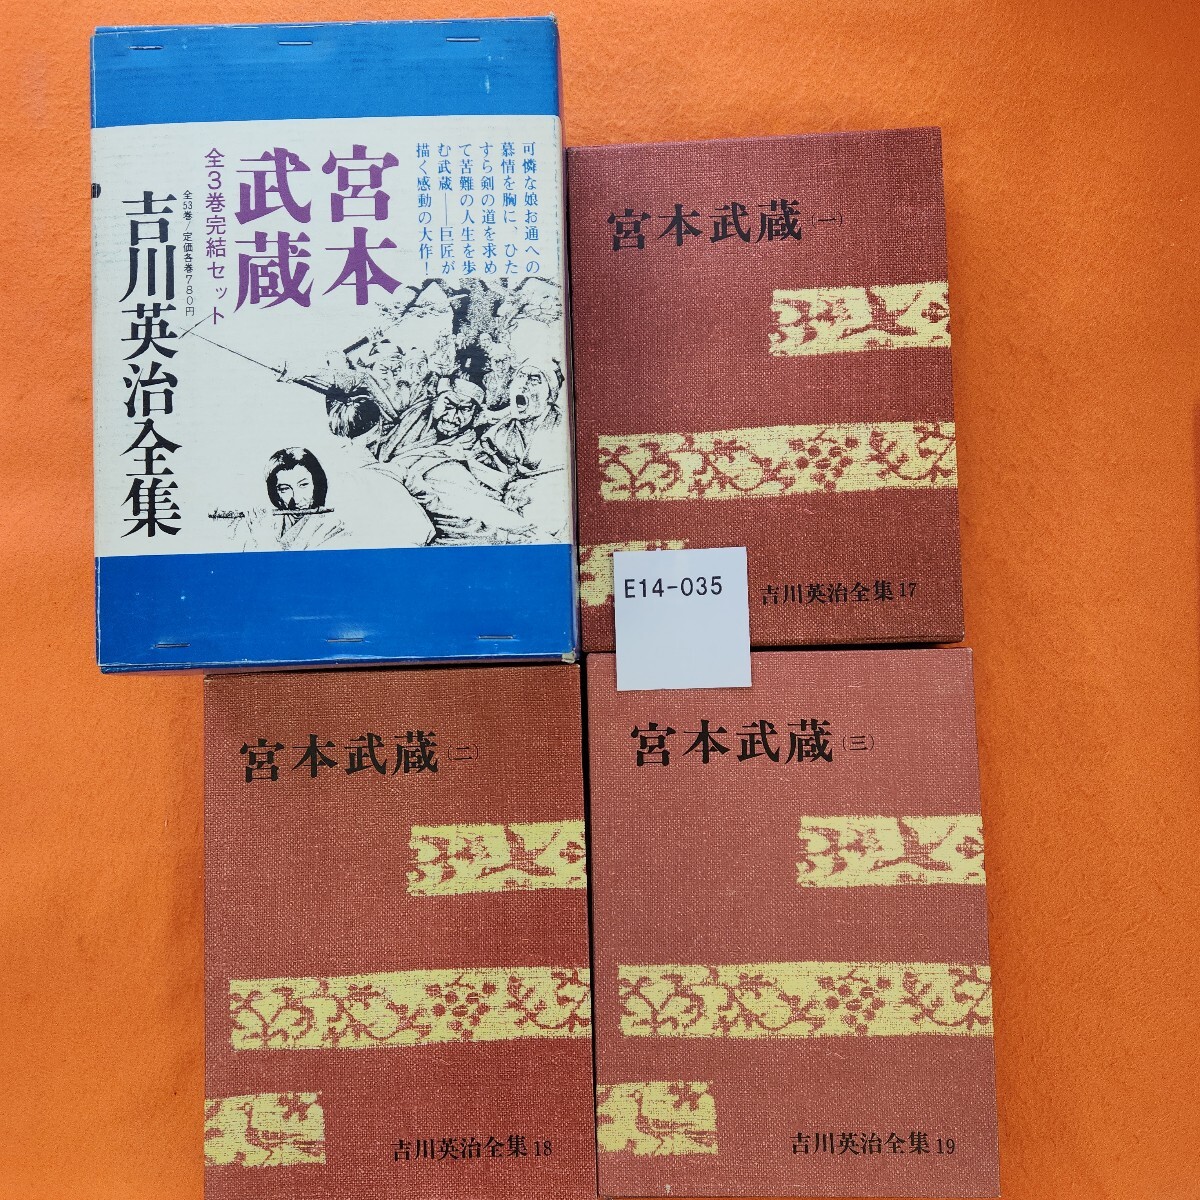 可憐な娘お通への
慕情を胸に、ひた
すら剣の道を求め
て苦難の人生を歩
む武蔵──巨匠が
描く感動の大作!
宮本
武蔵
全3巻完結セット
全53巻/定価各巻780円
吉川英治全集
宮本武蔵(一)
吉川英治全集17
E14-035
宮本武蔵(二)
吉川英治全集18
宮本武蔵(三)
吉川英治全集19